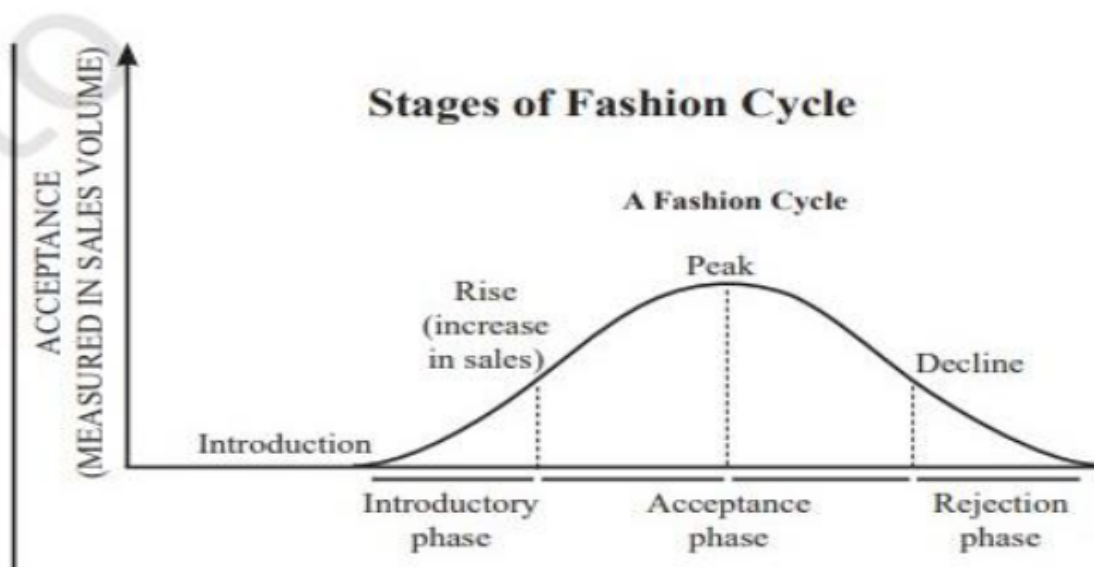 Stages of Fashion Cycle
A Fashion Cycle
ACCEPTANCE
(MEASURED IN SALES VOLUME)
Introduction
Rise
(increase
in sales)
Peak
Decline
Introductory
phase
Acceptance
phase
Rejection
phase